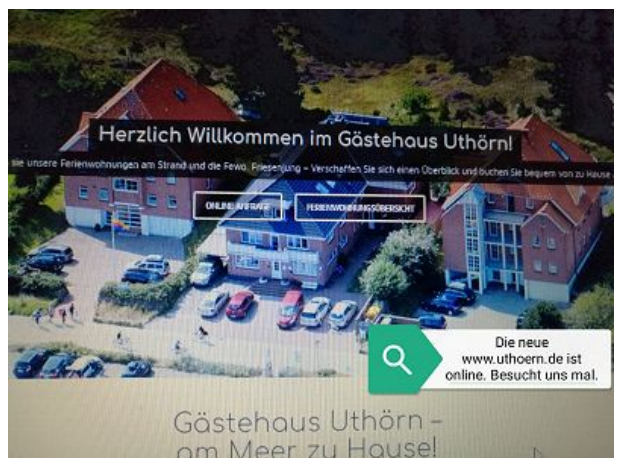 Herzlich Willkommen im Gästehaus Uthörn!
sie unsere Ferienwohnungen am Strand und die Fewo. Friesenjung – Verschaffen Sie sich einen Überblick und buchen Sie bequem von zu Hause
ONLINE ANFRAGE
FERIENWOHNUNGSÜBERSICHT
Die neue
www.uthoern.de ist
online. Besucht uns mal.
Gästehaus Uthörn –
am Meer zu Hause!